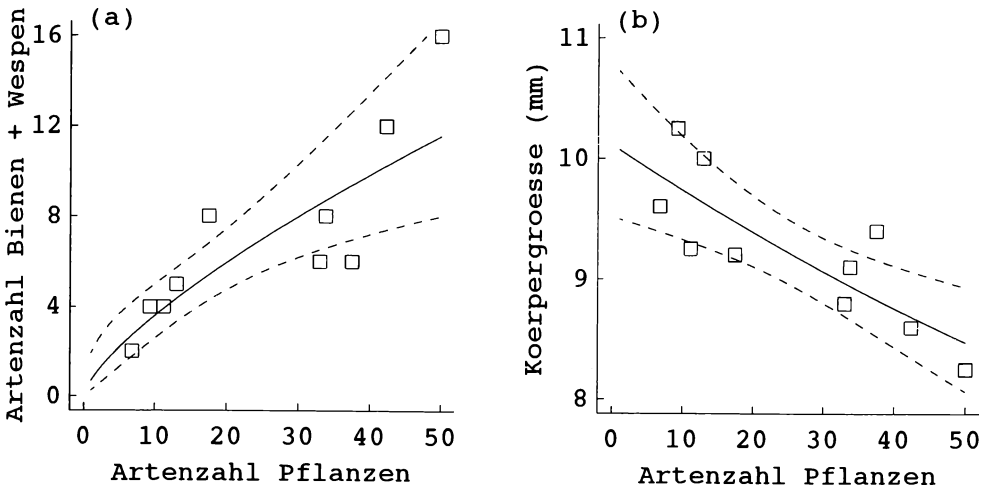 (a)
Artenzahl Bienen + Wespen
16
12
8
4
0
0 10 20 30 40 50
Artenzahl Pflanzen
(b)
Koerpergroesse (mm)
11
10
9
8
0 10 20 30 40 50
Artenzahl Pflanzen